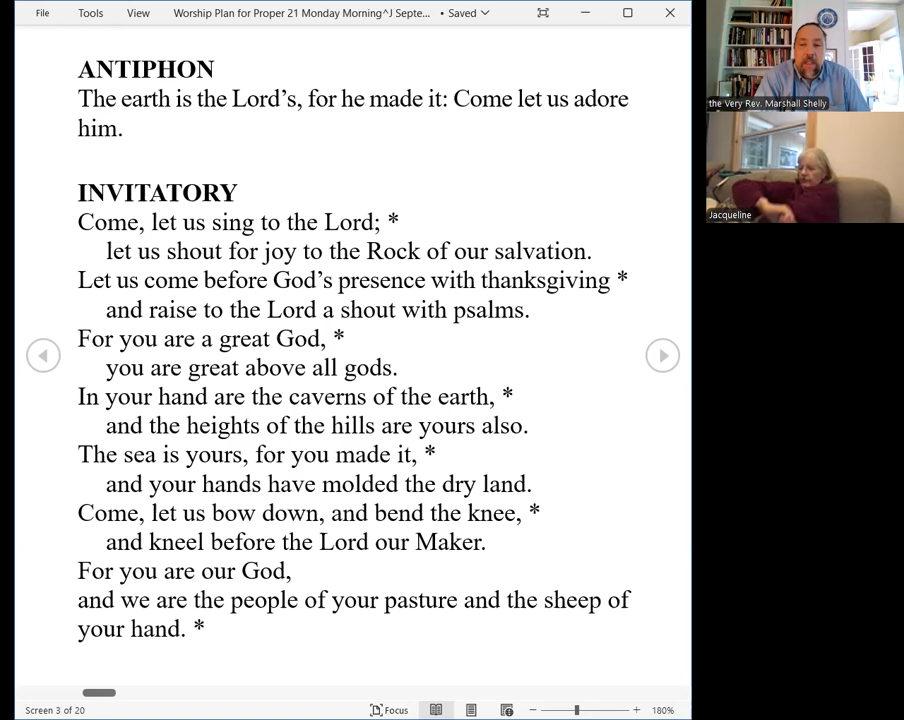 File
Tools
View
Worship Plan for Proper 21 Monday Morning^J Septe... • Saved
ANTIPHON
The earth is the Lord’s, for he made it: Come let us adore
him.
INVITATORY
Come, let us sing to the Lord; *
let us shout for joy to the Rock of our salvation.
Let us come before God’s presence with thanksgiving *
and raise to the Lord a shout with psalms.
For you are a great God, *
you are great above all gods.
In your hand are the caverns of the earth, *
and the heights of the hills are yours also.
The sea is yours, for you made it, *
and your hands have molded the dry land.
Come, let us bow down, and bend the knee, *
and kneel before the Lord our Maker.
For you are our God,
and we are the people of your pasture and the sheep of
your hand. *
Screen 3 of 20
Focus
180%
the Very Rev. Marshall Shelly
Jacqueline